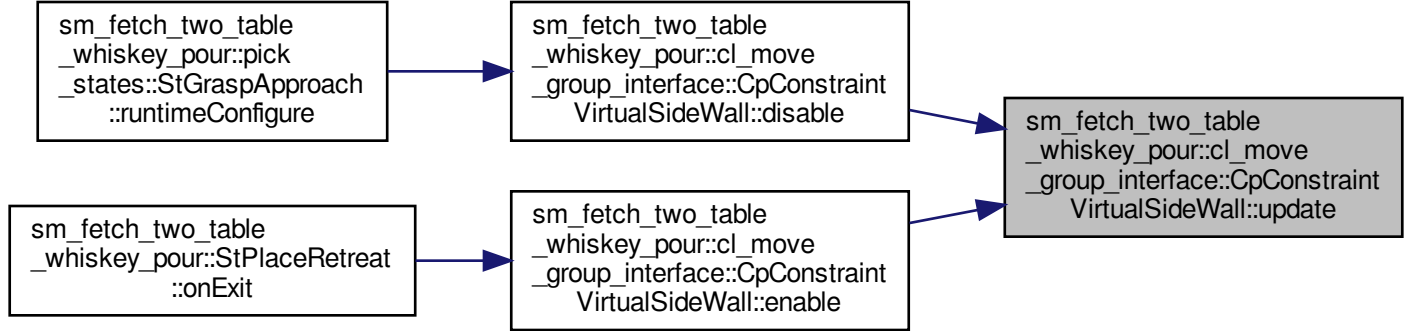 sm_fetch_two_table
_whiskey_pour::pick
_states::StGraspApproach
::runtimeConfigure
sm_fetch_two_table
_whiskey_pour::cl_move
_group_interface::CpConstraint
VirtualSideWall::disable
sm_fetch_two_table
_whiskey_pour::cl_move
_group_interface::CpConstraint
VirtualSideWall::update
sm_fetch_two_table
_whiskey_pour::StPlaceRetreat
::onExit
sm_fetch_two_table
_whiskey_pour::cl_move
_group_interface::CpConstraint
VirtualSideWall::enable